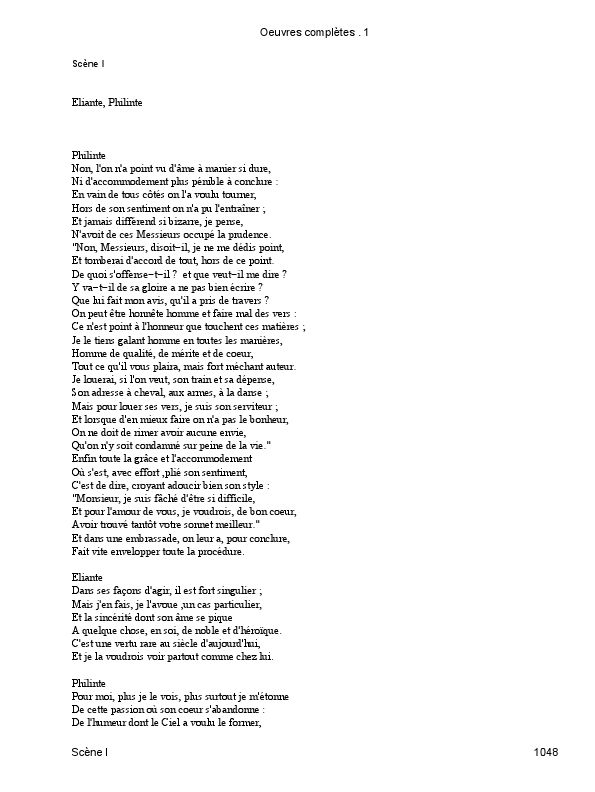 Oeuvres complètes . 1
Scène I
Eliante, Philinte
Philinte
Non, l'on n'a point vu d'âme à manier si dure,
Ni d'accommodement plus pénible à conclure :
En vain de tous côtés on l'a voulu tourner,
Hors de son sentiment on n'a pu l'entraîner ;
Et jamais différend si bizarre, je pense,
N'avoit de ces Messieurs occupé la prudence.
"Non, Messieurs, disoit−il, je ne me dédis point,
Et tomberai d'accord de tout, hors de ce point.
De quoi s'offense−t−il ?  et que veut−il me dire ?
Y va−t−il de sa gloire a ne pas bien écrire ?
Que lui fait mon avis, qu'il a pris de travers ?
On peut être honnête homme et faire mal des vers :
Ce n'est point à l'honneur que touchent ces matières ;
Je le tiens galant homme en toutes les manières,
Homme de qualité, de mérite et de coeur,
Tout ce qu'il vous plaira, mais fort méchant auteur.
Je louerai, si l'on veut, son train et sa dépense,
Son adresse à cheval, aux armes, à la danse ;
Mais pour louer ses vers, je suis son serviteur ;
Et lorsque d'en mieux faire on n'a pas le bonheur,
On ne doit de rimer avoir aucune envie,
Qu'on n'y soit condamné sur peine de la vie."
Enfin toute la grâce et l'accommodement
Où s'est, avec effort ,plié son sentiment,
C'est de dire, croyant adoucir bien son style :
"Monsieur, je suis fâché d'être si difficile,
Et pour l'amour de vous, je voudrois, de bon coeur,
Avoir trouvé tantôt votre sonnet meilleur."
Et dans une embrassade, on leur a, pour conclure,
Fait vite envelopper toute la procédure.
Eliante
Dans ses façons d'agir, il est fort singulier ;
Mais j'en fais, je l'avoue ,un cas particulier,
Et la sincérité dont son âme se pique
A quelque chose, en soi, de noble et d'héroïque.
C'est une vertu rare au siècle d'aujourd'hui,
Et je la voudrois voir partout comme chez lui.
Philinte
Pour moi, plus je le vois, plus surtout je m'étonne
De cette passion où son coeur s'abandonne :
De l'humeur dont le Ciel a voulu le former,
Scène I
1048